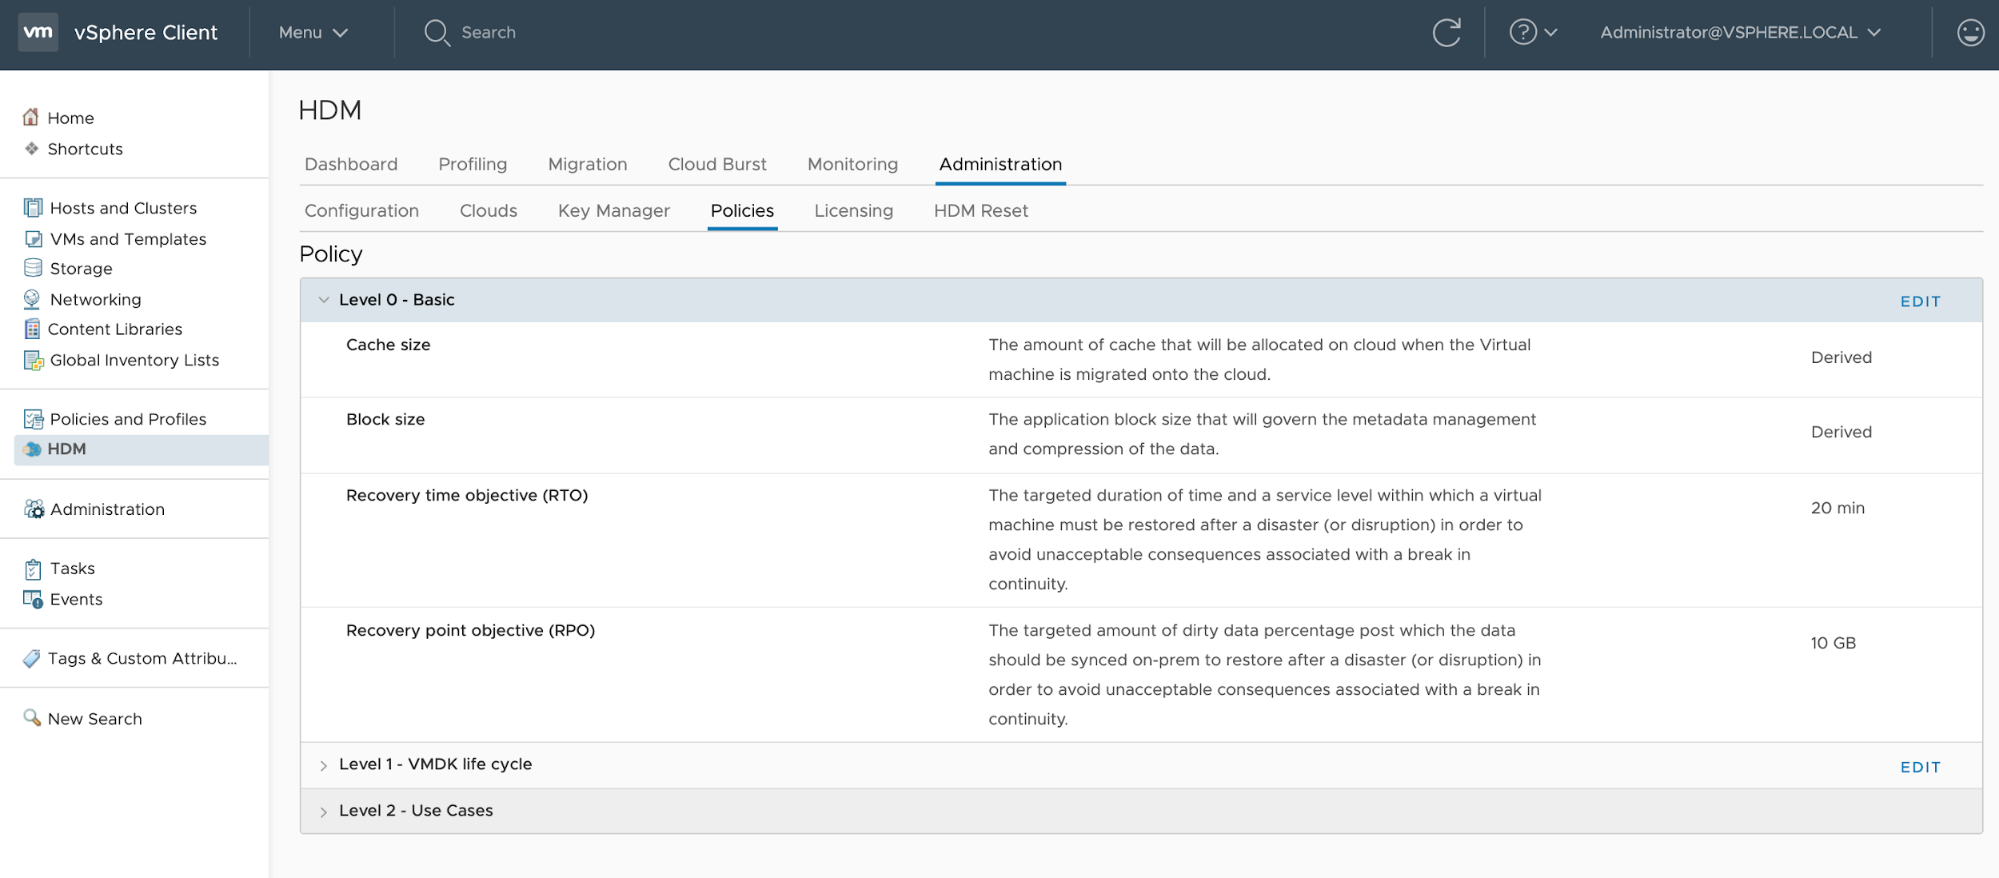 vm vSphere Client Menu Search Administrator@VSPHERE.LOCAL
Home
Shortcuts
Hosts and Clusters
VMs and Templates
Storage
Networking
Content Libraries
Global Inventory Lists
Policies and Profiles
HDM
Administration
Tasks
Events
Tags & Custom Attribu...
New Search
HDM
Dashboard Profiling Migration Cloud Burst Monitoring Administration
Configuration Clouds Key Manager Policies Licensing HDM Reset
Policy
Level 0 - Basic EDIT
Cache size
The amount of cache that will be allocated on cloud when the Virtual
machine is migrated onto the cloud.
Derived
Block size
The application block size that will govern the metadata management
and compression of the data.
Derived
Recovery time objective (RTO)
The targeted duration of time and a service level within which a virtual
machine must be restored after a disaster (or disruption) in order to
avoid unacceptable consequences associated with a break in
continuity.
20 min
Recovery point objective (RPO)
The targeted amount of dirty data percentage post which the data
should be synced on-prem to restore after a disaster (or disruption) in
order to avoid unacceptable consequences associated with a break in
continuity.
10 GB
Level 1 - VMDK life cycle EDIT
Level 2 - Use Cases